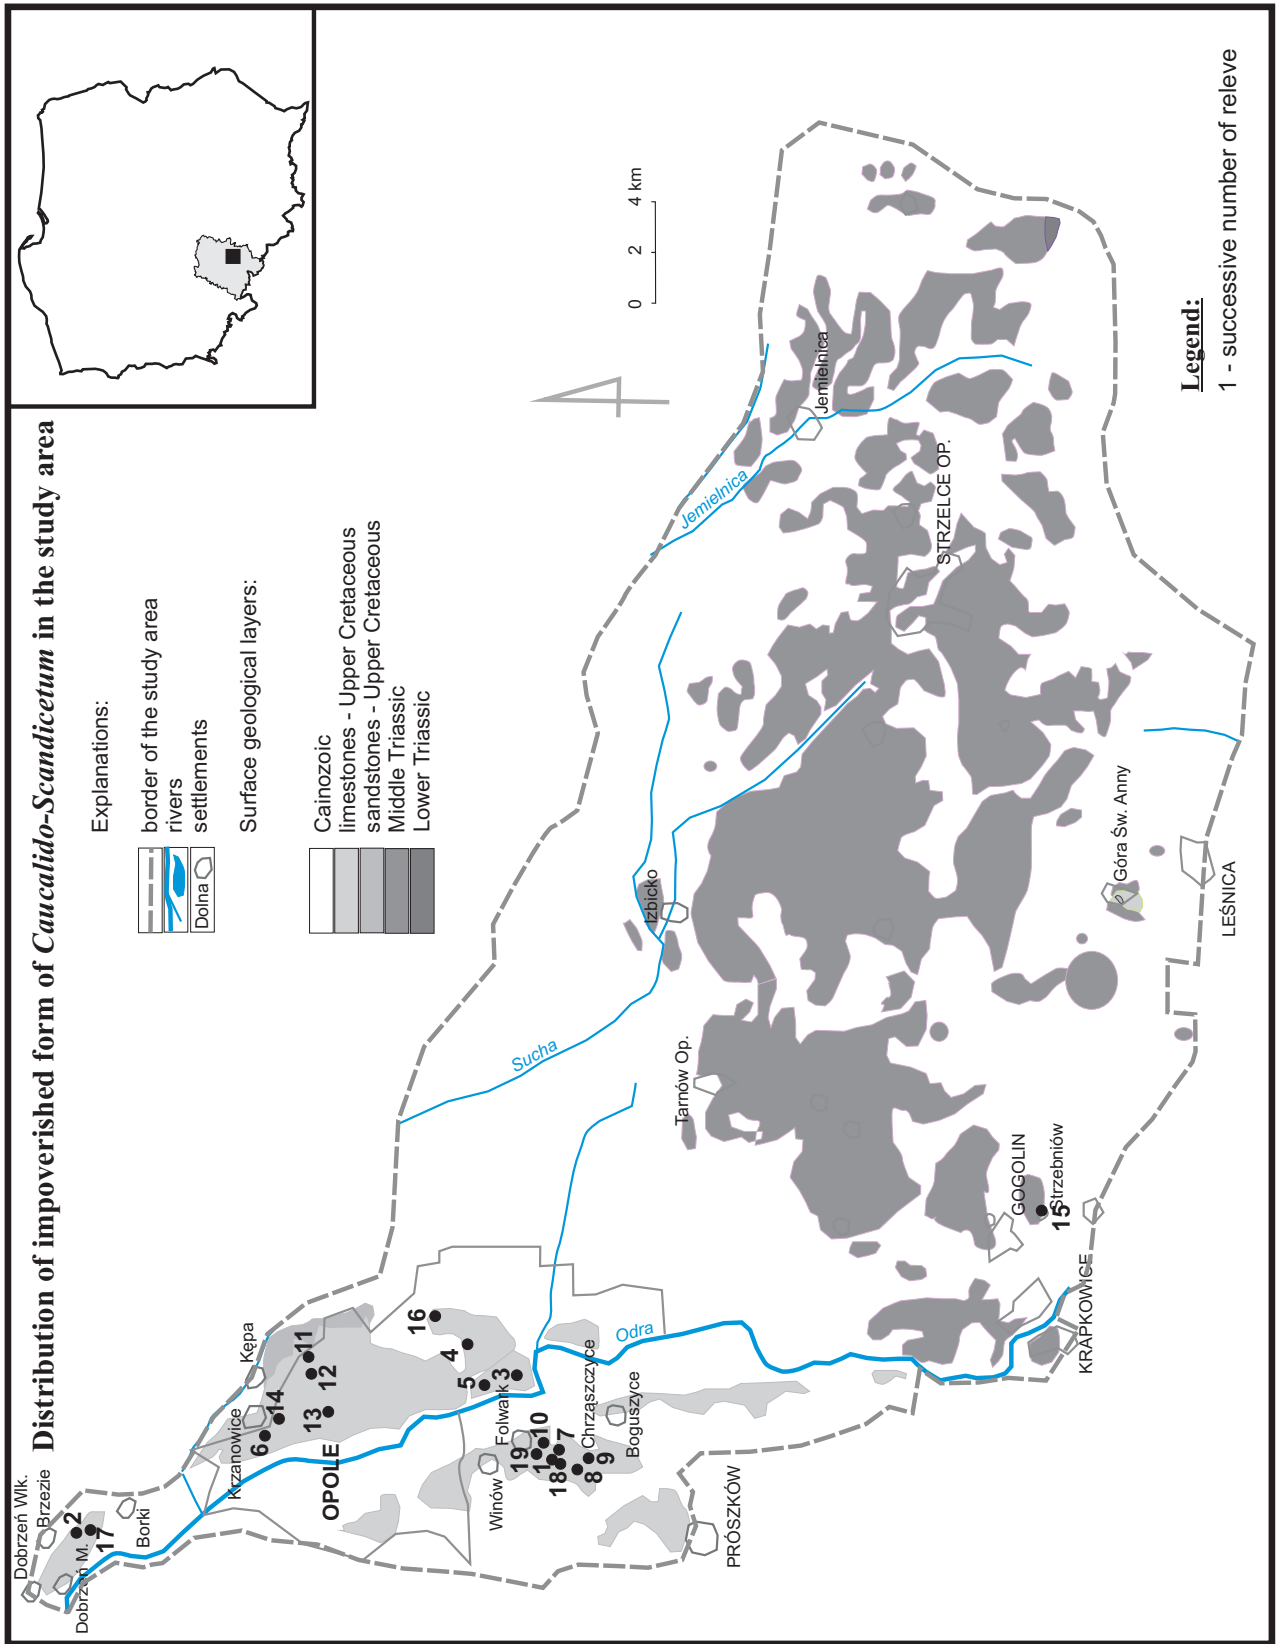 Distribution of impoverished form of Caucalido-Scandicetum in the study area
Explanations:
border of the study area
rivers
Dolna
settlements
Surface geological layers:
Cainozoic
limestones - Upper Cretaceous
sandstones - Upper Cretaceous
Middle Triassic
Lower Triassic
0 2 4 km
Legend:
1 - successive number of releve
Dobrzeń Wlk.
Brzezie
2
17
Dobrzeń M.
Borki
Kępa
Krzanowice
14
6
11
12
13
OPOLE
16
4
5
3
Folwark
Winów
19
10
1
7
18
8
9
Chrząszczyce
Boguszyce
PRÓSZKÓW
Odra
Sucha
Izbicko
Tarnów Op.
Jemielnica
Jemielnica
STRZELCE OP.
Góra Św. Anny
LEŚNICA
GOGOLIN
Strzebniów
15
KRAPKOWICE